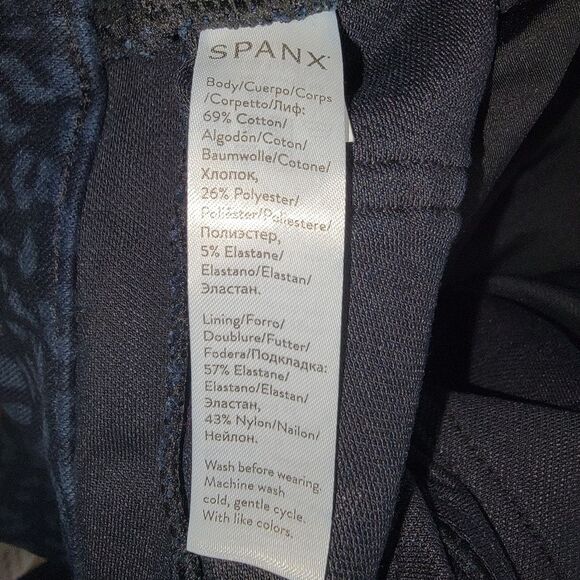 SPANX
Body/Cuerpo/Corps
/Corpetto/Лиф:
69% Cotton/
Algodón/Coton/
Baumwolle/Cotone/
Хлопок,
26% Polyester/
Poliéster/Poliestere/
Полиэстер,
5% Elastane/
Elastano/Elastan/
Эластан.
Lining/Forro/
Doublure/Futter/
Fodera/Подкладка:
57% Elastane/
Elastano/Elastan/
Эластан,
43% Nylon/Nailon/
Нейлон.
Wash before wearing.
Machine wash
cold, gentle cycle.
With like colors.